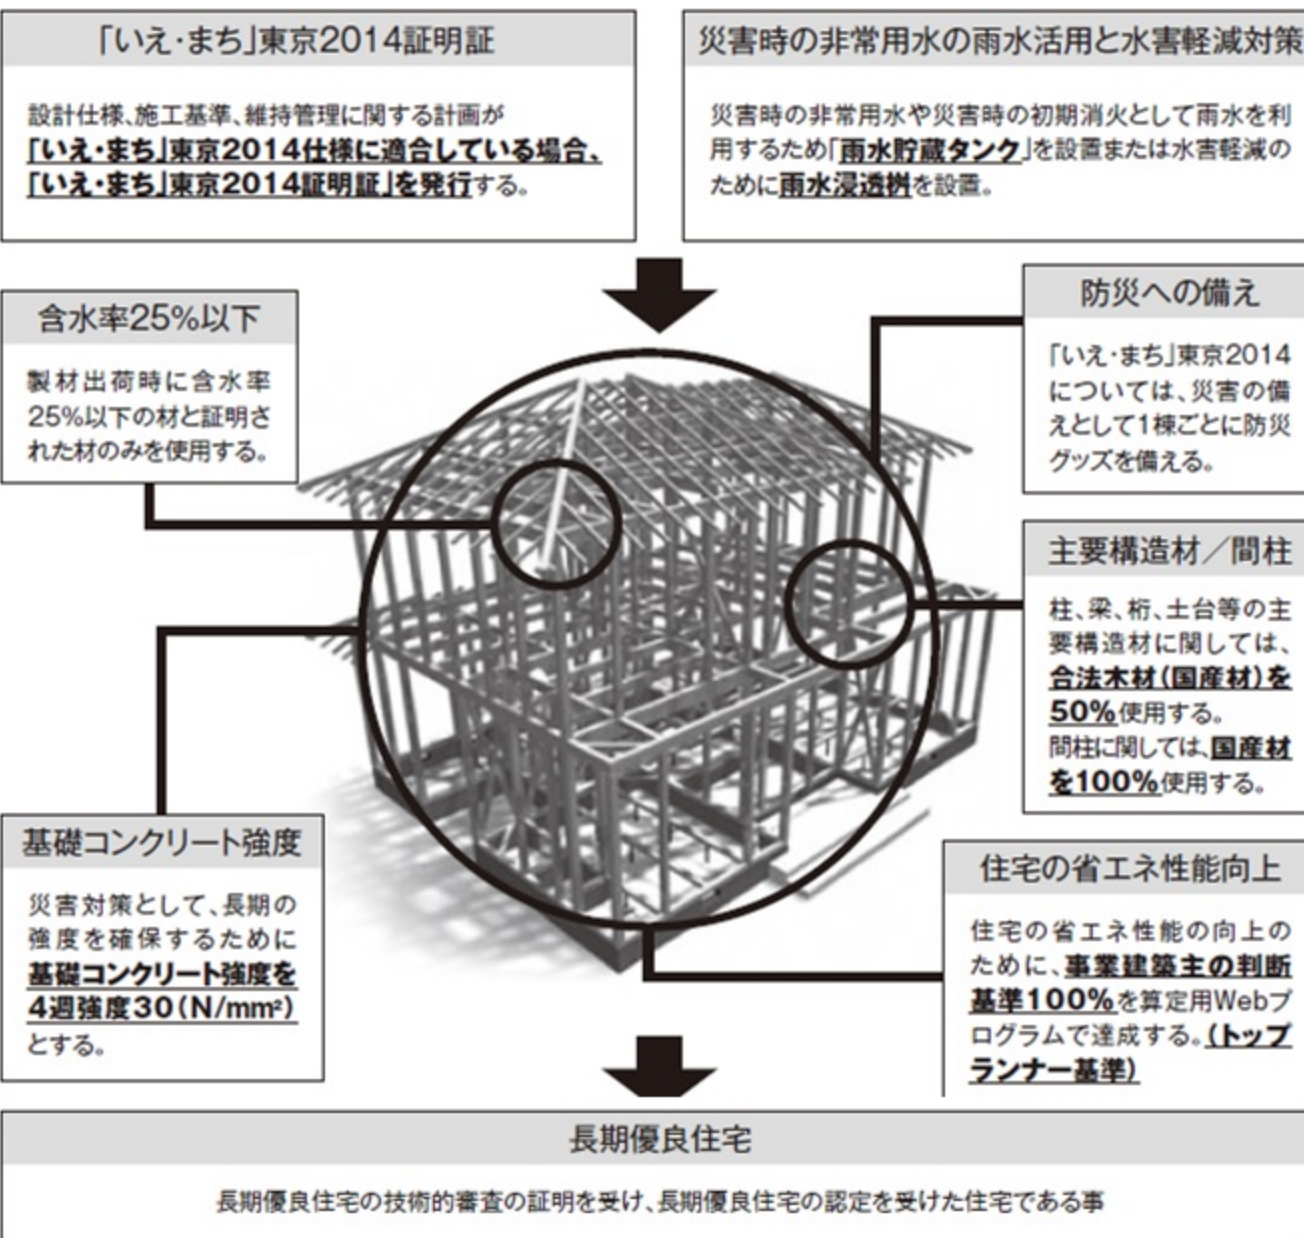 「いえ・まち」東京2014証明証
設計仕様、施工基準、維持管理に関する計画が
「いえ・まち」東京2014仕様に適合している場合、
「いえ・まち」東京2014証明証」を発行する。
災害時の非常用水の雨水活用と水害軽減対策
災害時の非常用水や災害時の初期消火として雨水を利
用するため「雨水貯蔵タンク」を設置または水害軽減の
ために雨水浸透桝を設置。
含水率25%以下
製材出荷時に含水率
25%以下の材と証明さ
れた材のみを使用する。
防災への備え
「いえ・まち」東京2014
については、災害の備
えとして1棟ごとに防災
グッズを備える。
主要構造材／間柱
柱、梁、桁、土台等の主
要構造材に関しては、
合法木材(国産材)を
50%使用する。
間柱に関しては、国産材
を100%使用する。
基礎コンクリート強度
災害対策として、長期の
強度を確保するために
基礎コンクリート強度を
4週強度30(N/mm²)
とする。
住宅の省エネ性能向上
住宅の省エネ性能の向上の
ために、事業建築主の判断
基準100%を算定用Webプ
ログラムで達成する。(トップ
ランナー基準)
長期優良住宅
長期優良住宅の技術的審査の証明を受け、長期優良住宅の認定を受けた住宅である事